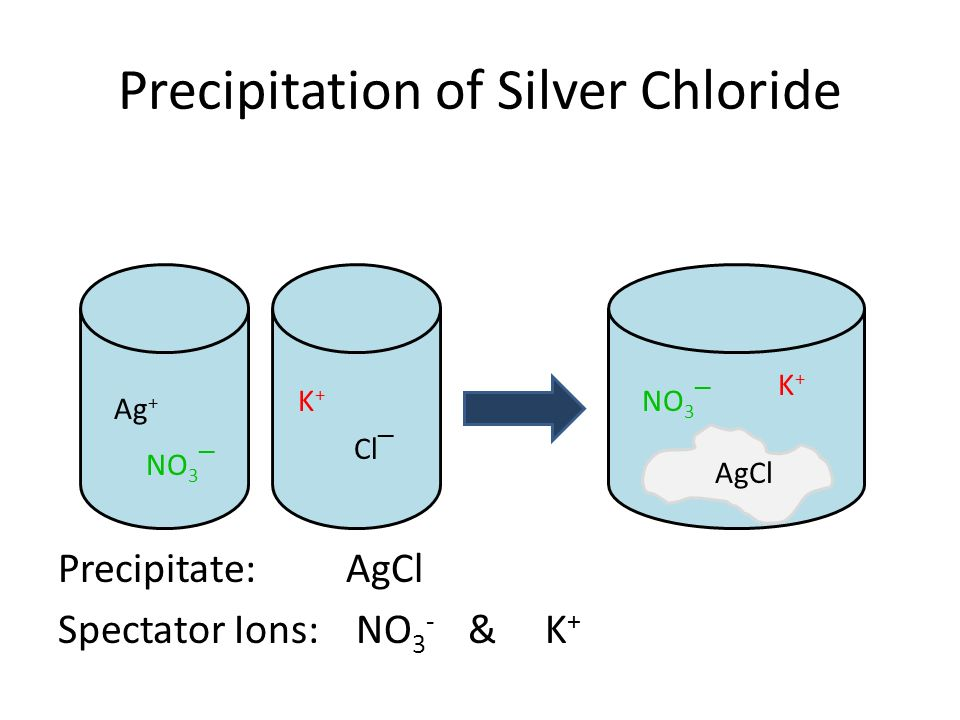 Precipitation of Silver Chloride
Ag⁺
NO₃¯
K⁺
Cl¯
NO₃¯
K⁺
AgCl
Precipitate: AgCl
Spectator Ions: NO₃⁻ & K⁺